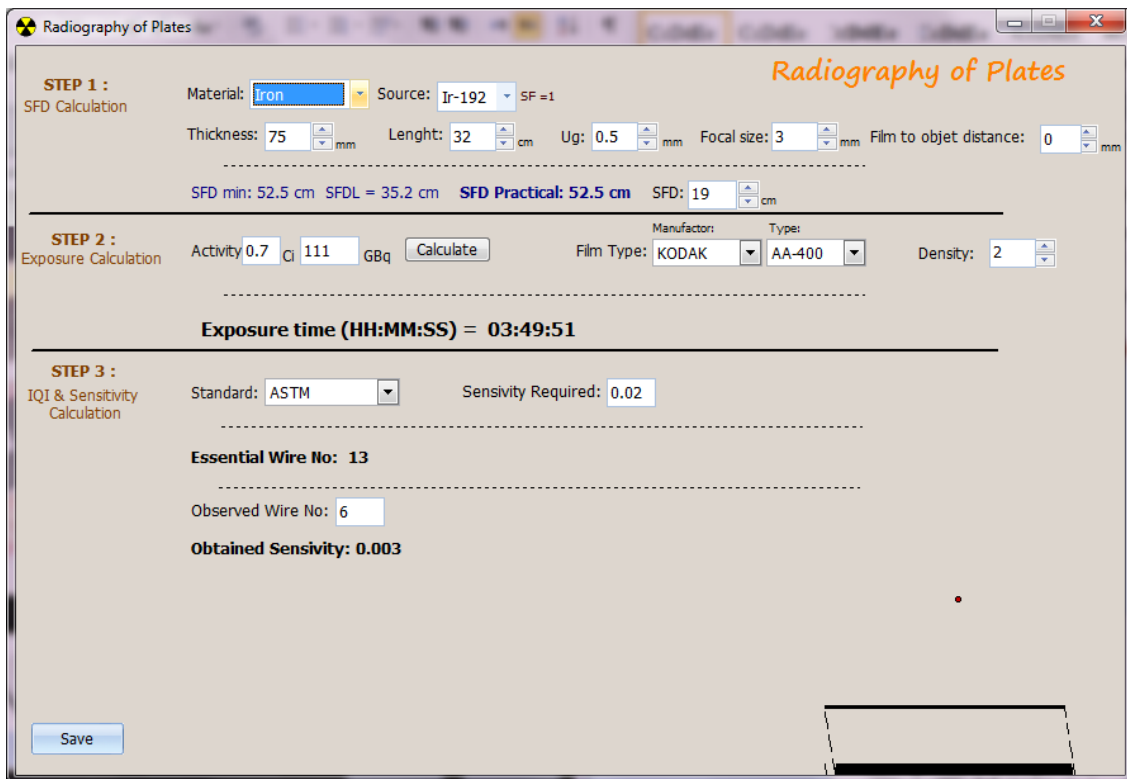 Radiography of Plates
Radiography of Plates
STEP 1 :
SFD Calculation
Material: Iron Source: Ir-192 SF =1
Thickness: 75 mm Lenght: 32 cm Ug: 0.5 mm Focal size: 3 mm Film to objet distance: 0 mm
SFD min: 52.5 cm SFDL = 35.2 cm SFD Practical: 52.5 cm SFD: 19 cm
STEP 2 :
Exposure Calculation
Manufactor: Type:
Activity 0.7 Ci 111 GBq Calculate Film Type: KODAK AA-400 Density: 2
Exposure time (HH:MM:SS) = 03:49:51
STEP 3 :
IQI & Sensitivity
Calculation
Standard: ASTM Sensivity Required: 0.02
Essential Wire No: 13
Observed Wire No: 6
Obtained Sensivity: 0.003
Save